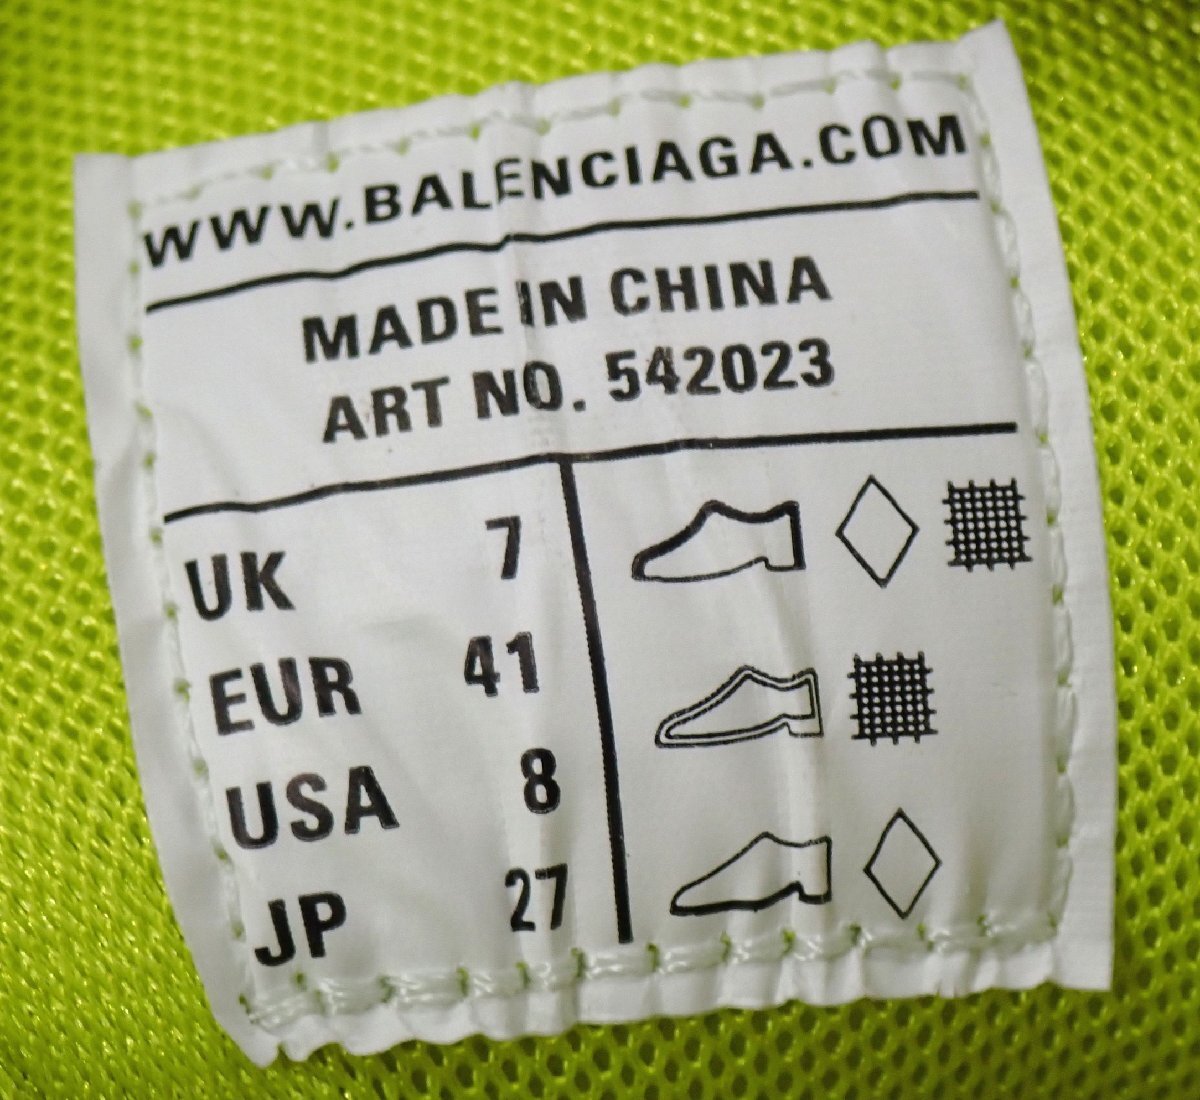 WWW.BALENCIAGA.COM
MADE IN CHINA
ART NO. 542023
UK 7
EUR 41
USA 8
JP 27